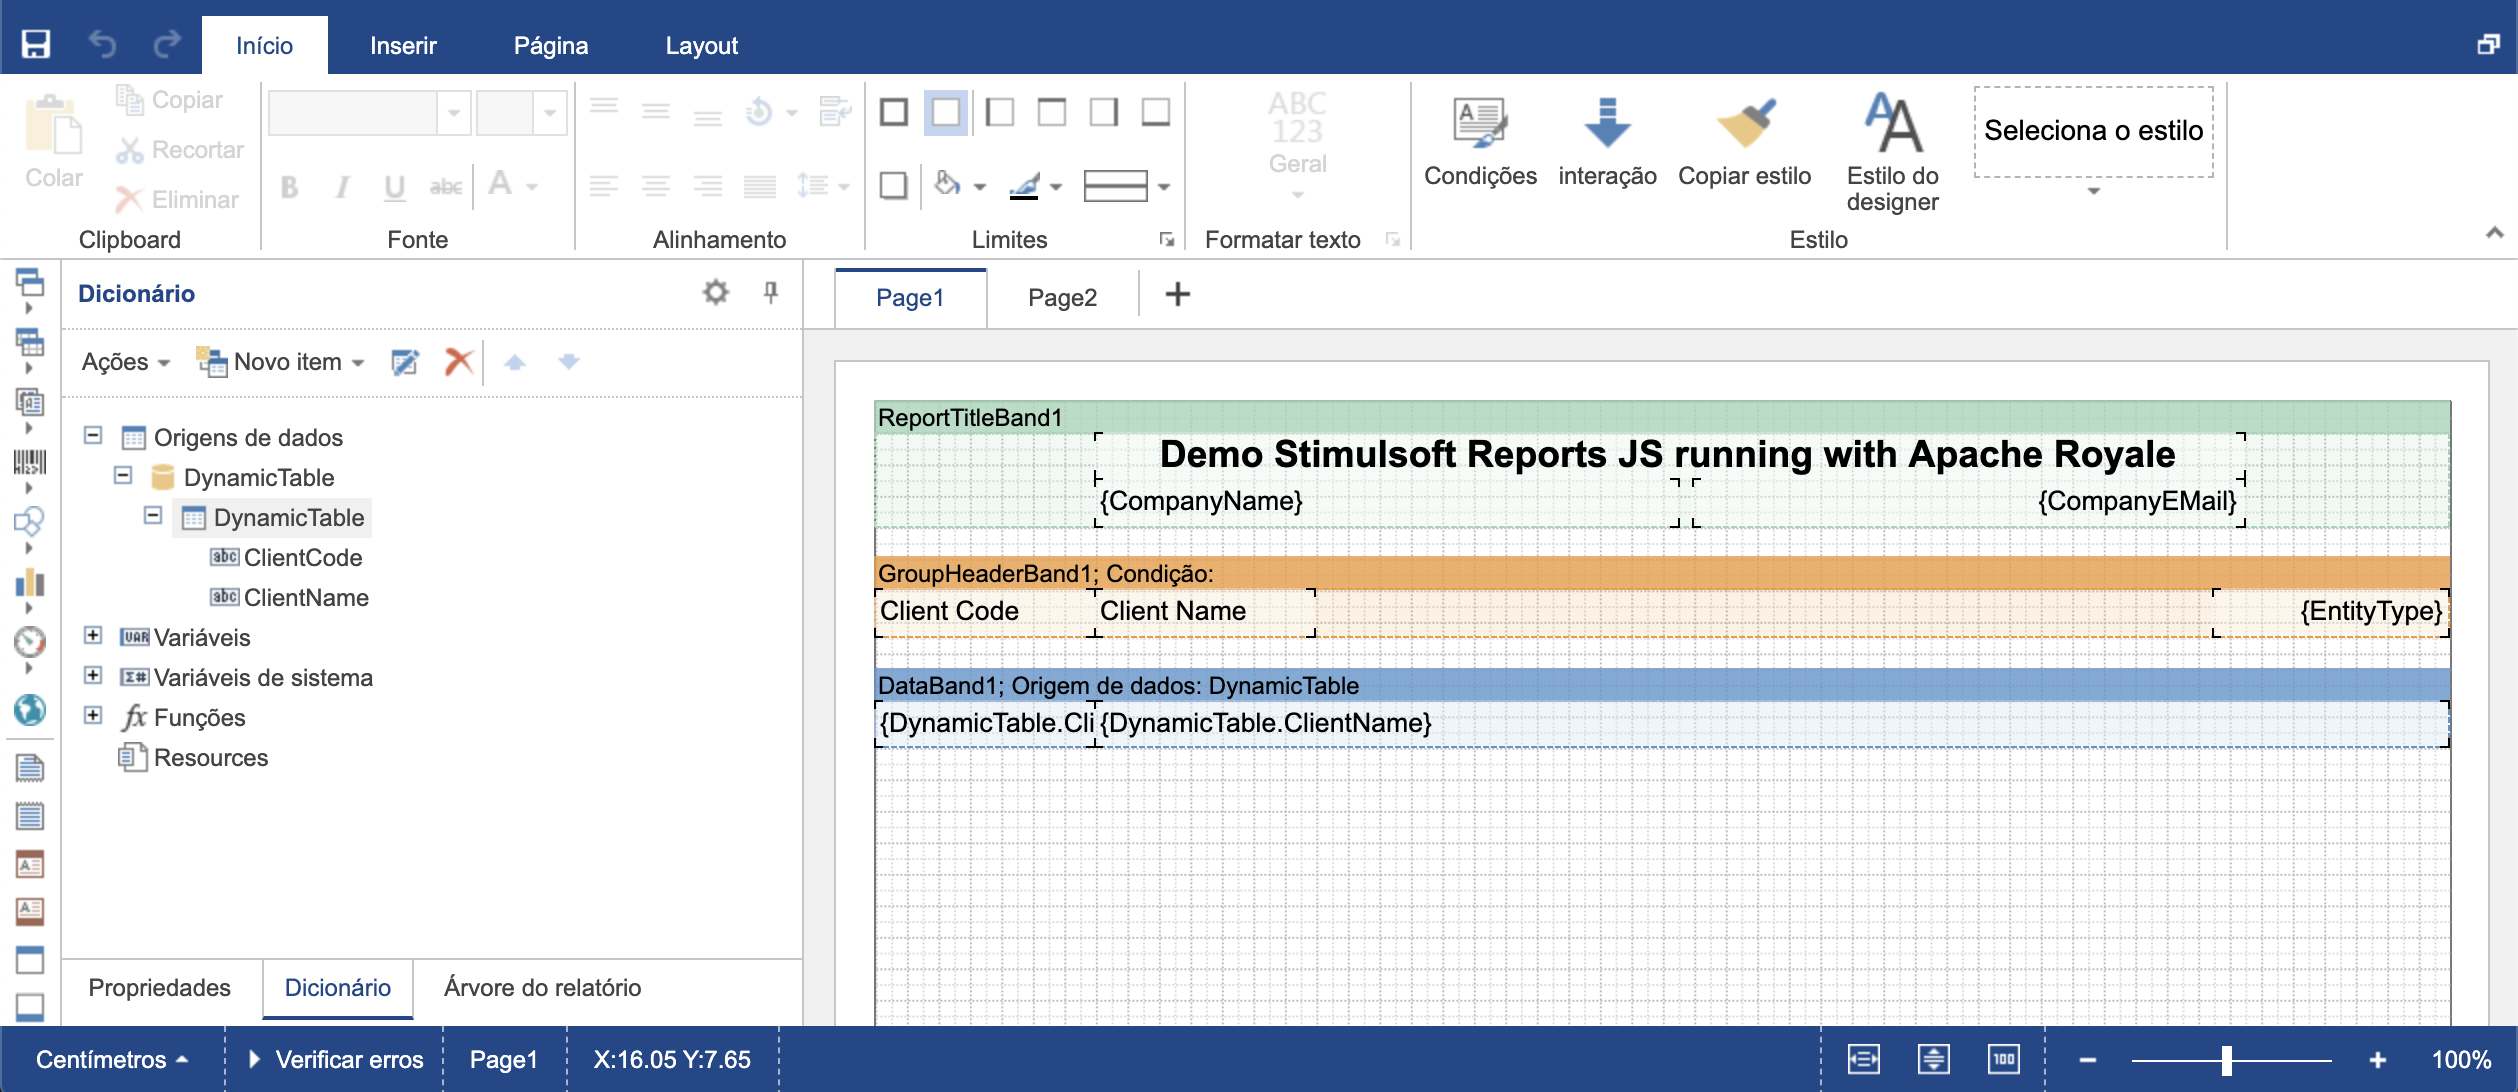 Início
Inserir
Página
Layout
Colar
Copiar
Recortar
Eliminar
Clipboard
B I U abc A
Fonte
Alinhamento
Limites
ABC
123
Geral
Formatar texto
Condições
interação
Copiar estilo
Estilo do
designer
Seleciona o estilo
Estilo
Dicionário
Ações
Novo item
Origens de dados
DynamicTable
DynamicTable
abc ClientCode
abc ClientName
VAR Variáveis
Σ# Variáveis de sistema
fx Funções
Resources
Propriedades
Dicionário
Árvore do relatório
Page1
Page2
ReportTitleBand1
Demo Stimulsoft Reports JS running with Apache Royale
{CompanyName}
{CompanyEMail}
GroupHeaderBand1; Condição:
Client Code
Client Name
{EntityType}
DataBand1; Origem de dados: DynamicTable
{DynamicTable.Cli
{DynamicTable.ClientName}
Centímetros
Verificar erros
Page1
X:16.05 Y:7.65
100
100%